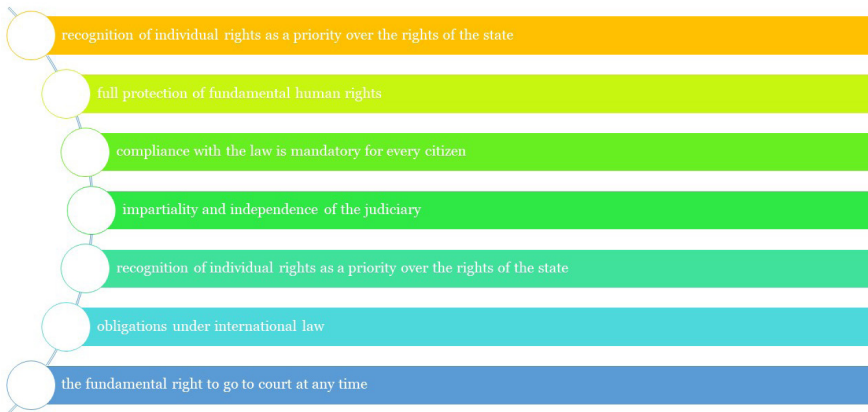 recognition of individual rights as a priority over the rights of the state
full protection of fundamental human rights
compliance with the law is mandatory for every citizen
impartiality and independence of the judiciary
recognition of individual rights as a priority over the rights of the state
obligations under international law
the fundamental right to go to court at any time